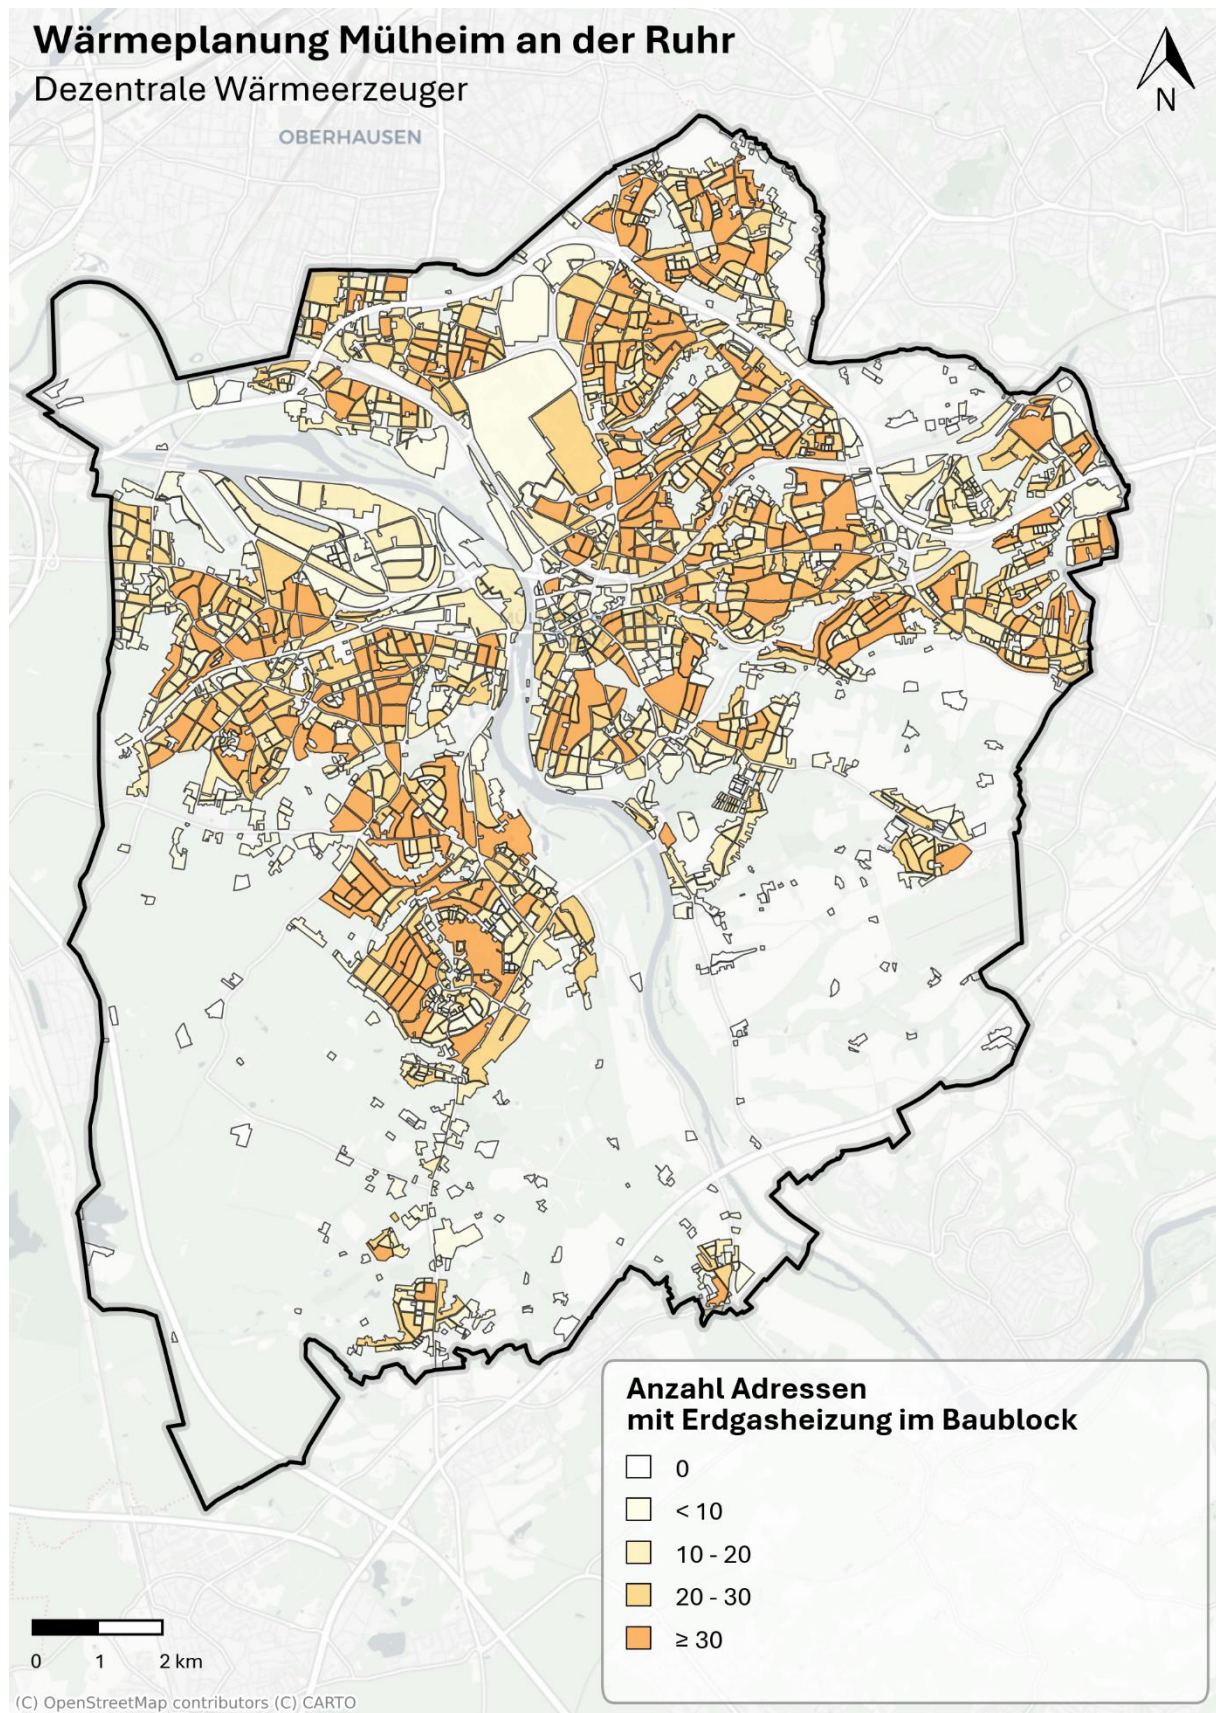 Wärmeplanung Mülheim an der Ruhr
Dezentrale Wärmeerzeuger
N
OBERHAUSEN
Anzahl Adressen
mit Erdgasheizung im Baublock
0
< 10
10 - 20
20 - 30
≥ 30
0 1 2 km
(C) OpenStreetMap contributors (C) CARTO